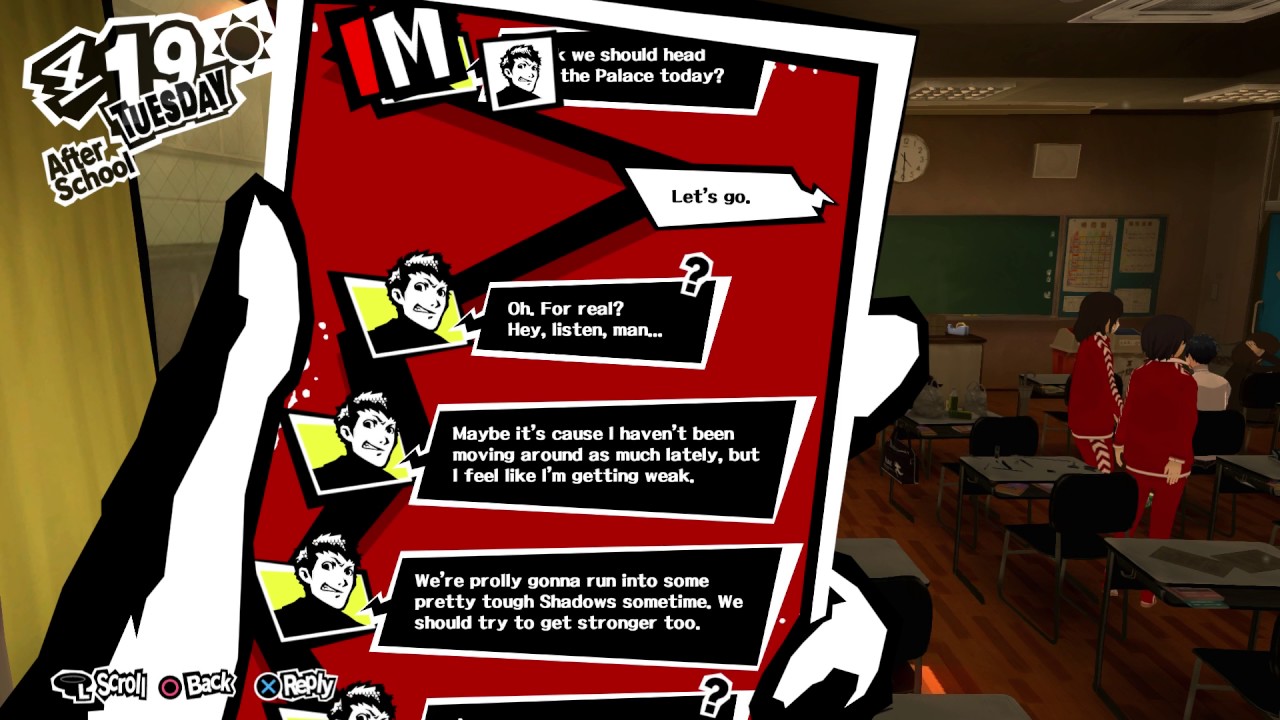 4/19
TUESDAY
After School
IM
k we should head
the Palace today?
Let's go.
?
Oh. For real?
Hey, listen, man...
Maybe it's cause I haven't been
moving around as much lately, but
I feel like I'm getting weak.
We're prolly gonna run into some
pretty tough Shadows sometime. We
should try to get stronger too.
?
L Scroll Back Reply